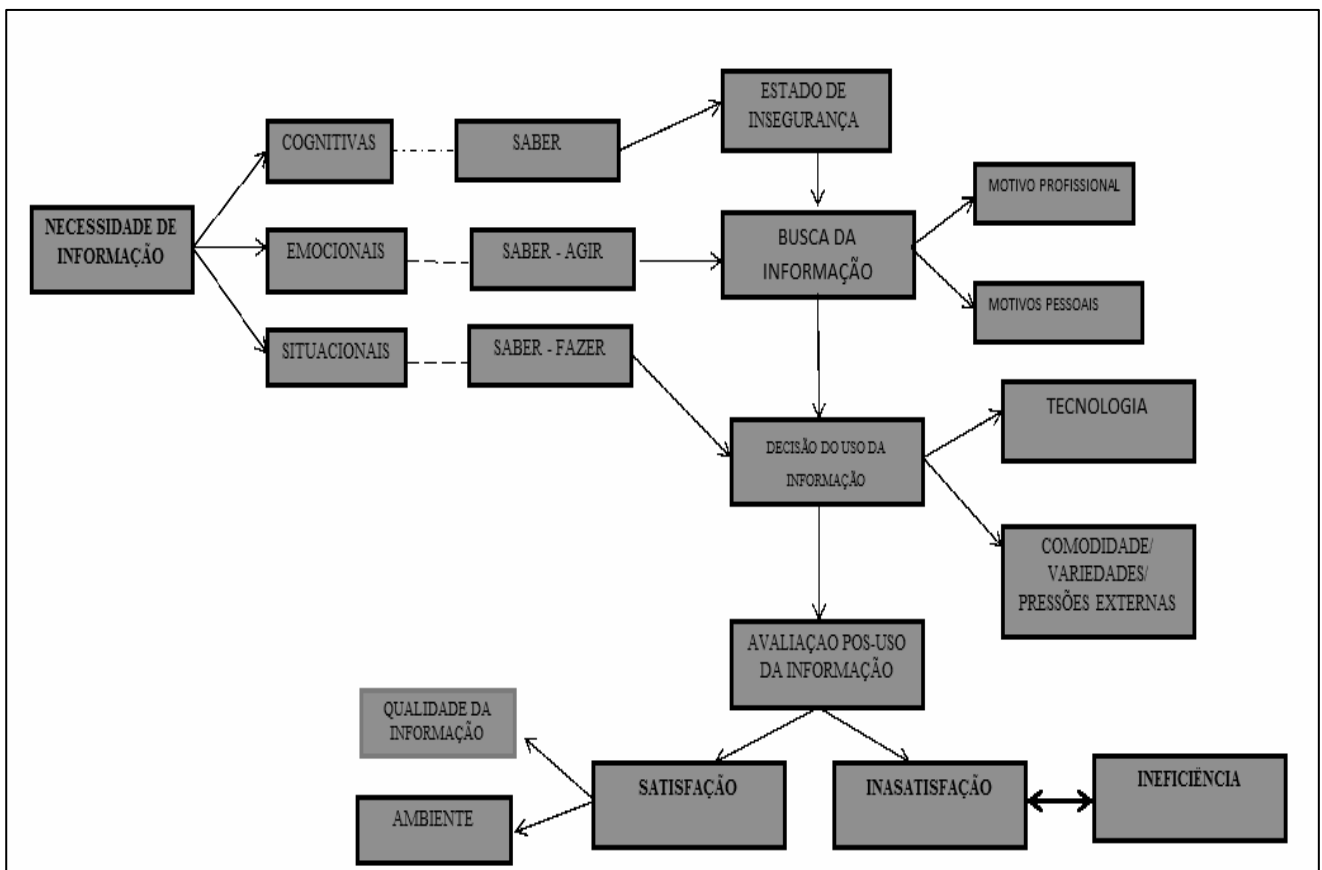 ESTADO DE
INSEGURANÇA
COGNITIVAS
SABER
MOTIVO PROFISSIONAL
NECESSIDADE DE
INFORMAÇÃO
EMOCIONAIS
SABER - AGIR
BUSCA DA
INFORMAÇÃO
MOTIVOS PESSOAIS
SITUACIONAIS
SABER - FAZER
TECNOLOGIA
DECISÃO DO USO DA
INFORMAÇÃO
COMODIDADE/
VARIEDADES/
PRESSÕES EXTERNAS
AVALIAÇAO POS-USO
DA INFORMAÇÃO
QUALIDADE DA
INFORMAÇÃO
SATISFAÇÃO
INASATISFAÇÃO
INEFICIÊNCIA
AMBIENTE